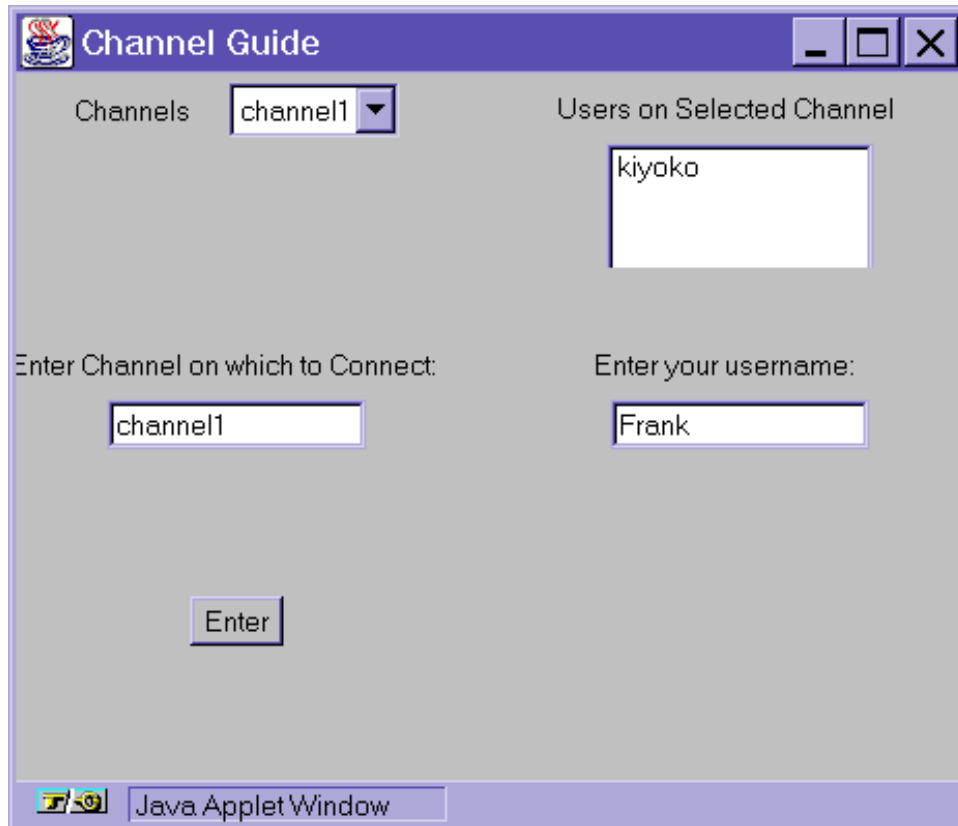 Channel Guide
Channels channel1 Users on Selected Channel
kiyoko
Enter Channel on which to Connect: Enter your username:
channel1 Frank
Enter
Java Applet Window